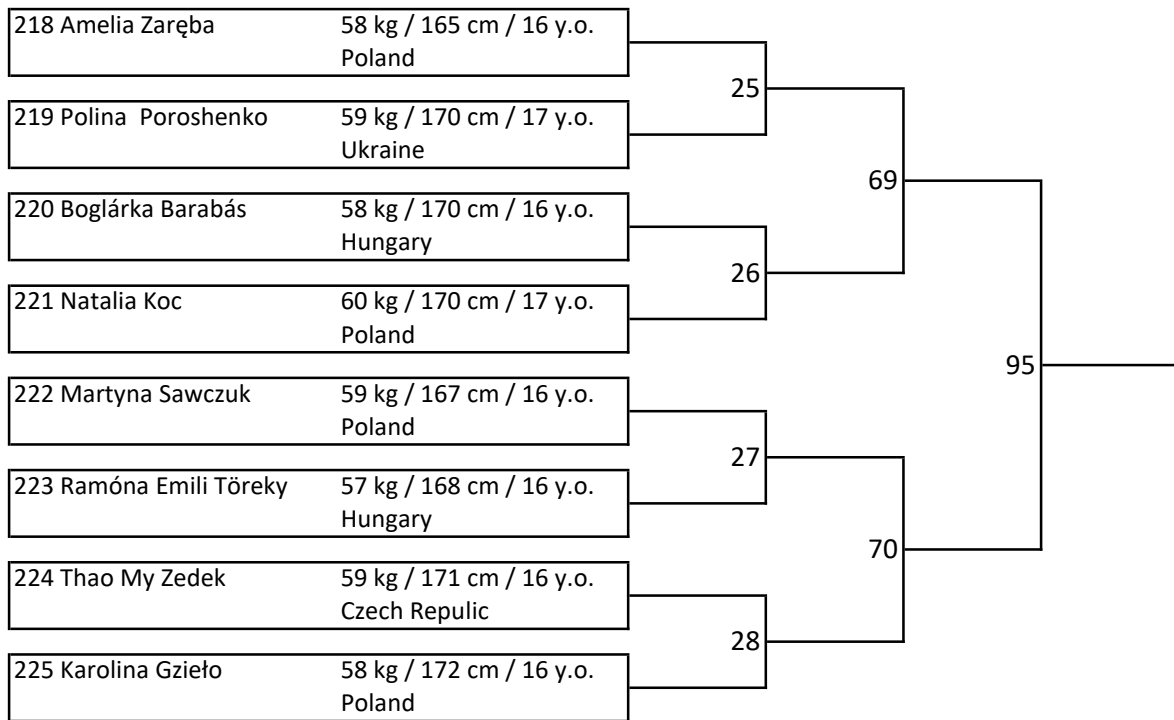 218 Amelia Zaręba 58 kg / 165 cm / 16 y.o.
Poland
25
219 Polina  Poroshenko 59 kg / 170 cm / 17 y.o.
Ukraine
69
220 Boglárka Barabás 58 kg / 170 cm / 16 y.o.
Hungary
26
221 Natalia Koc 60 kg / 170 cm / 17 y.o.
Poland
95
222 Martyna Sawczuk 59 kg / 167 cm / 16 y.o.
Poland
27
223 Ramóna Emili Töreky 57 kg / 168 cm / 16 y.o.
Hungary
70
224 Thao My Zedek 59 kg / 171 cm / 16 y.o.
Czech Repulic
28
225 Karolina Gzieło 58 kg / 172 cm / 16 y.o.
Poland